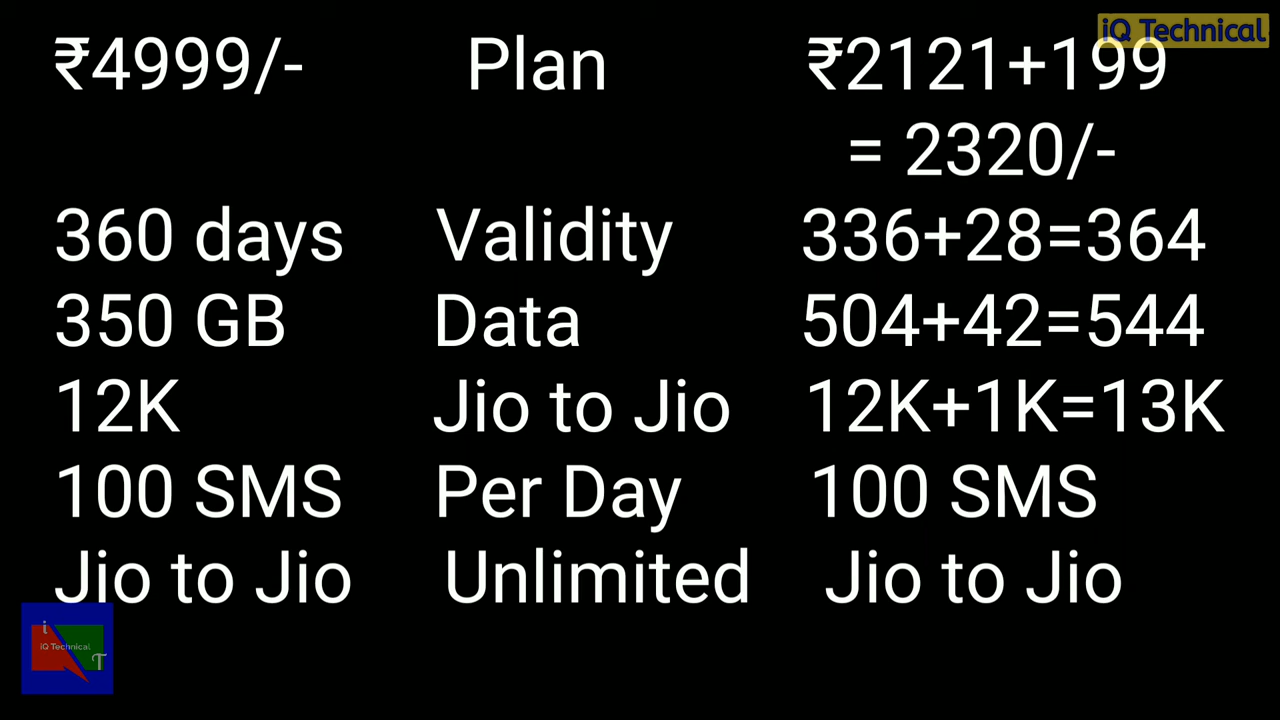 iQ Technical
₹4999/- Plan ₹2121+199
= 2320/-
360 days Validity 336+28=364
350 GB Data 504+42=544
12K Jio to Jio 12K+1K=13K
100 SMS Per Day 100 SMS
Jio to Jio Unlimited Jio to Jio
i
iQ Technical
T